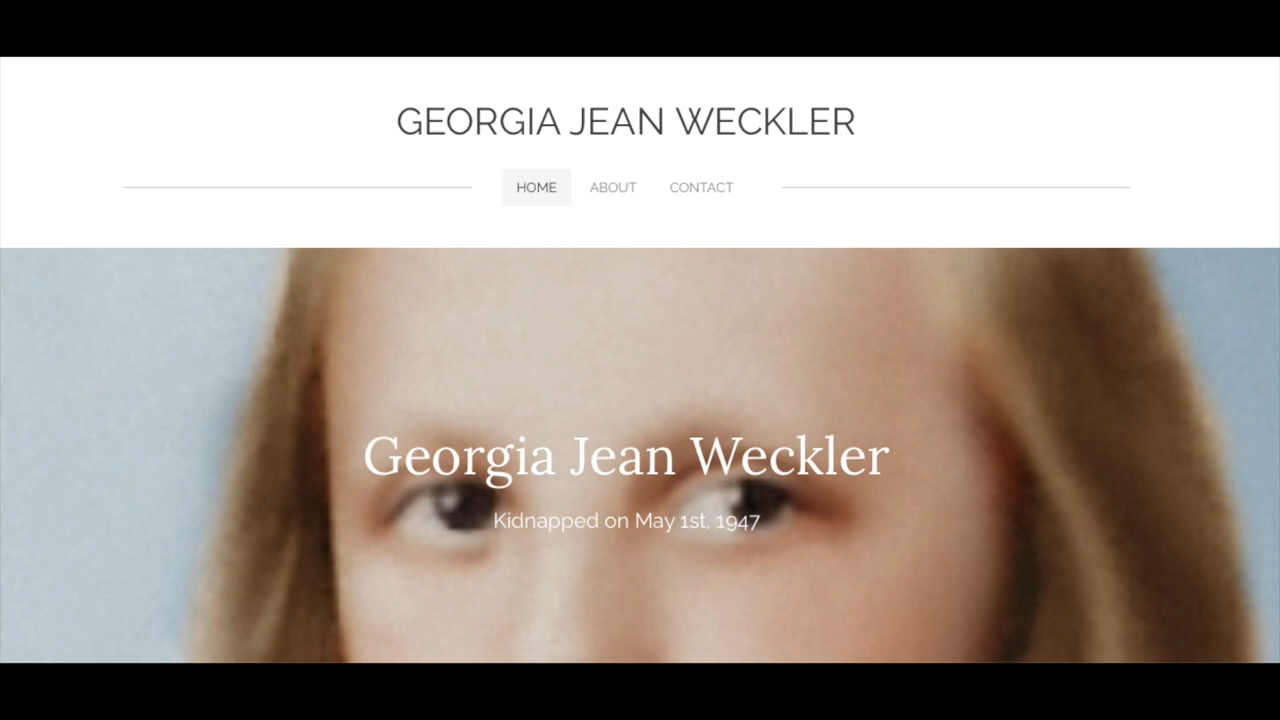 GEORGIA JEAN WECKLER
HOME ABOUT CONTACT
Georgia Jean Weckler
Kidnapped on May 1st, 1947